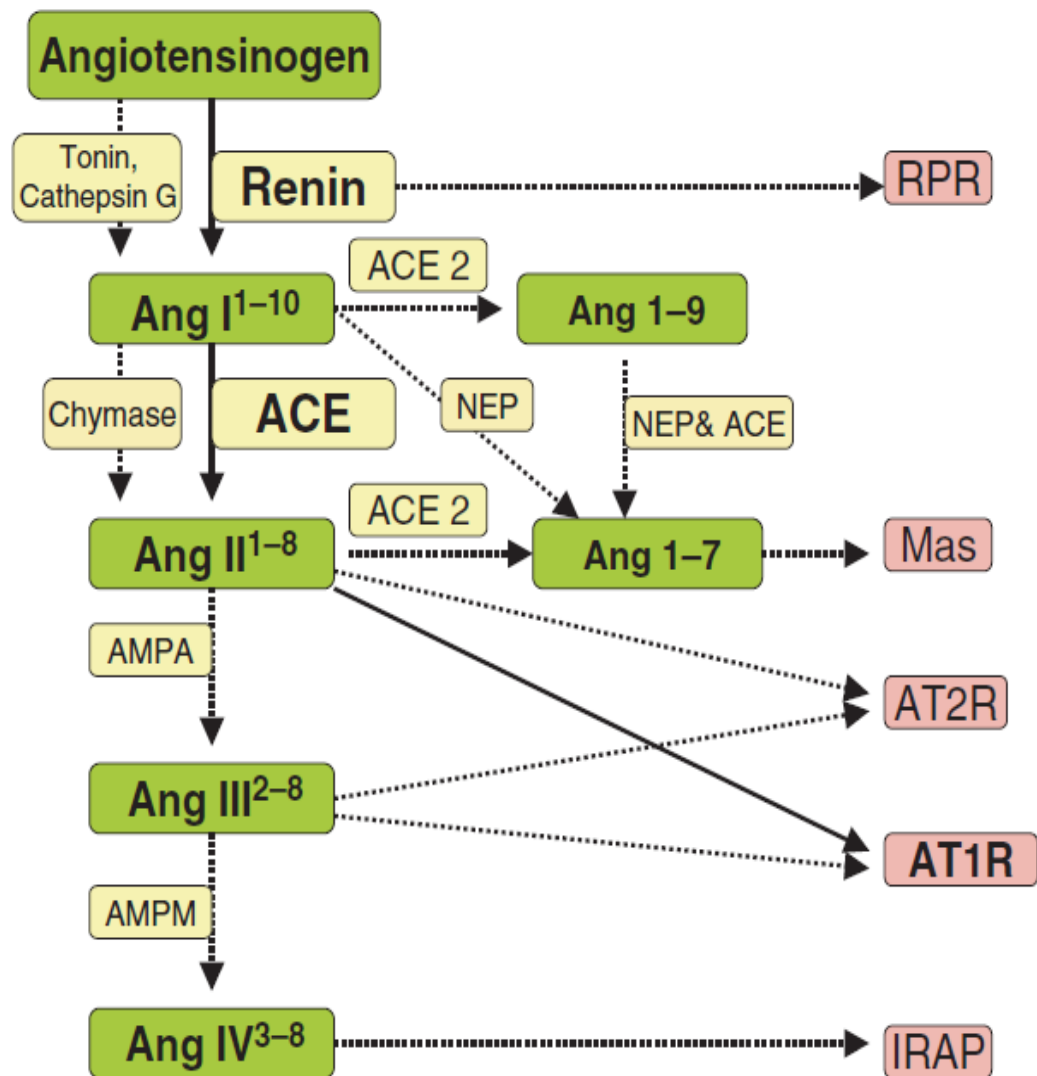 Angiotensinogen
Tonin,
Cathepsin G
Renin
RPR
ACE 2
Ang I¹⁻¹⁰
Ang 1–9
Chymase
ACE
NEP
NEP& ACE
ACE 2
Ang II¹⁻⁸
Ang 1–7
Mas
AMPA
AT2R
Ang III²⁻⁸
AT1R
AMPM
Ang IV³⁻⁸
IRAP